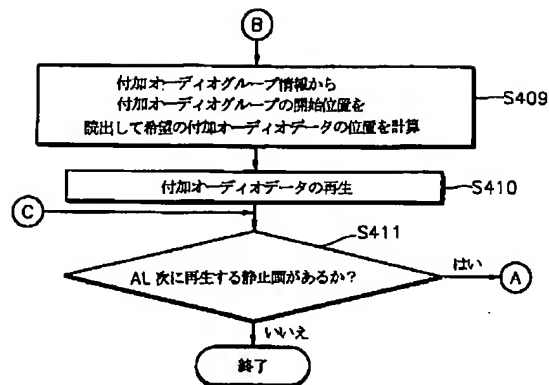 B
付加オーディオグループ情報から
付加オーディオグループの開始位置を
読出して希望の付加オーディオデータの位置を計算
S409
付加オーディオデータの再生
S410
C
S411
AL 次に再生する静止面があるか?
はい
A
いいえ
終了